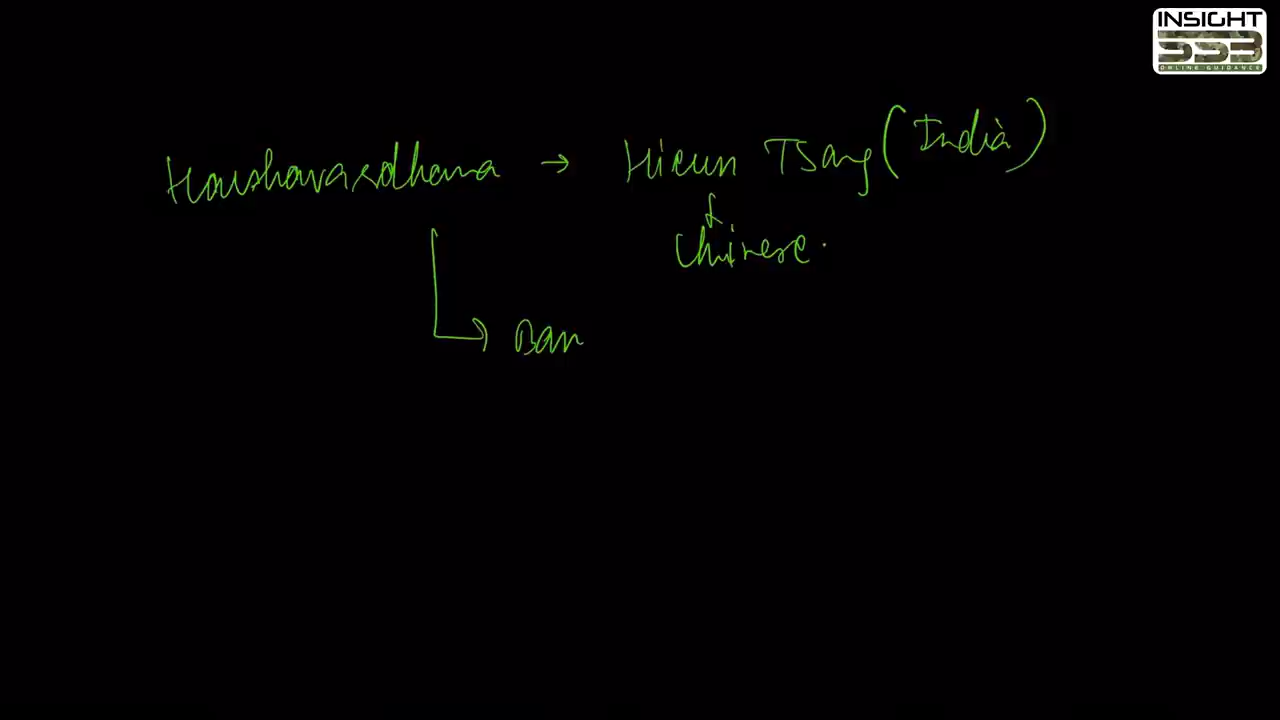 INSIGHT
SSB
ONLINE GUIDANCE
Harshavardhana → Hieun Tsang (India)
Chinese.
Ban